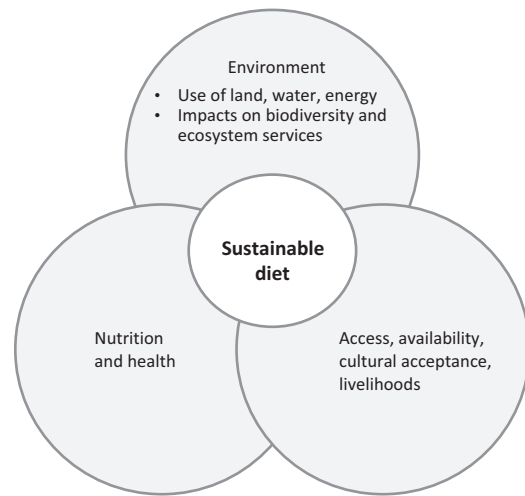 Environment
• Use of land, water, energy
• Impacts on biodiversity and
ecosystem services
Sustainable
diet
Nutrition
and health
Access, availability,
cultural acceptance,
livelihoods